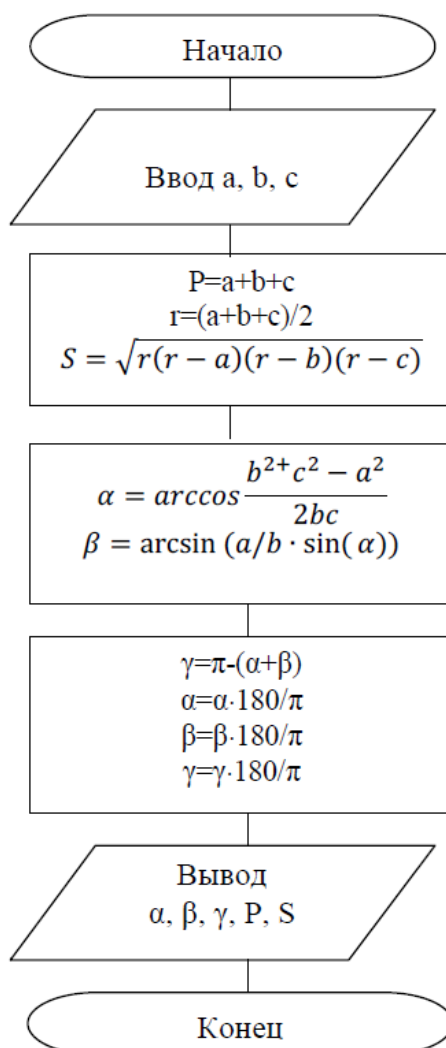 Начало
Ввод a, b, c
P=a+b+c
r=(a+b+c)/2
S = √r(r − a)(r − b)(r − c)
α = arccos (b²⁺c² − a²)/(2bc)
β = arcsin (a/b · sin( α))
γ=π-(α+β)
α=α·180/π
β=β·180/π
γ=γ·180/π
Вывод
α, β, γ, P, S
Конец